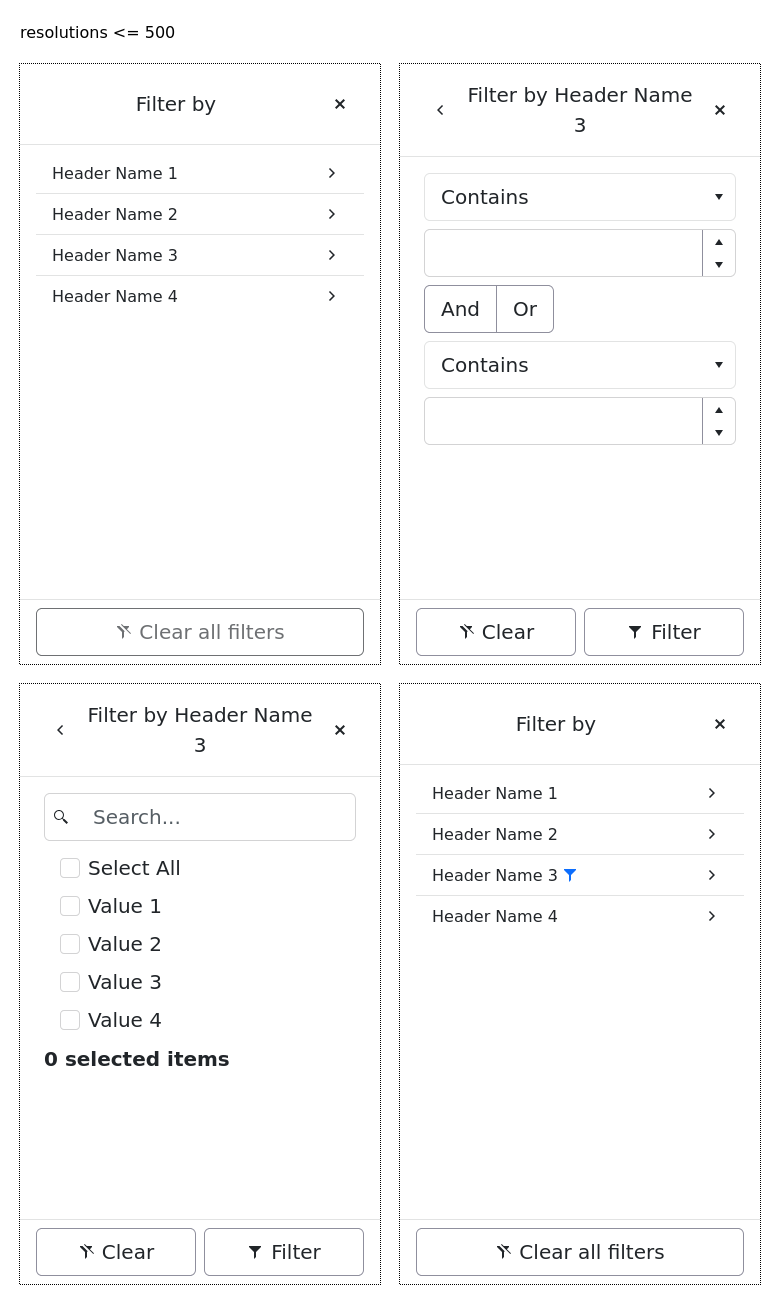 resolutions <= 500
Filter by
Header Name 1
Header Name 2
Header Name 3
Header Name 4
Clear all filters
Filter by Header Name
3
Contains
And Or
Contains
Clear Filter
Filter by Header Name
3
Search...
Select All
Value 1
Value 2
Value 3
Value 4
0 selected items
Clear Filter
Filter by
Header Name 1
Header Name 2
Header Name 3
Header Name 4
Clear all filters